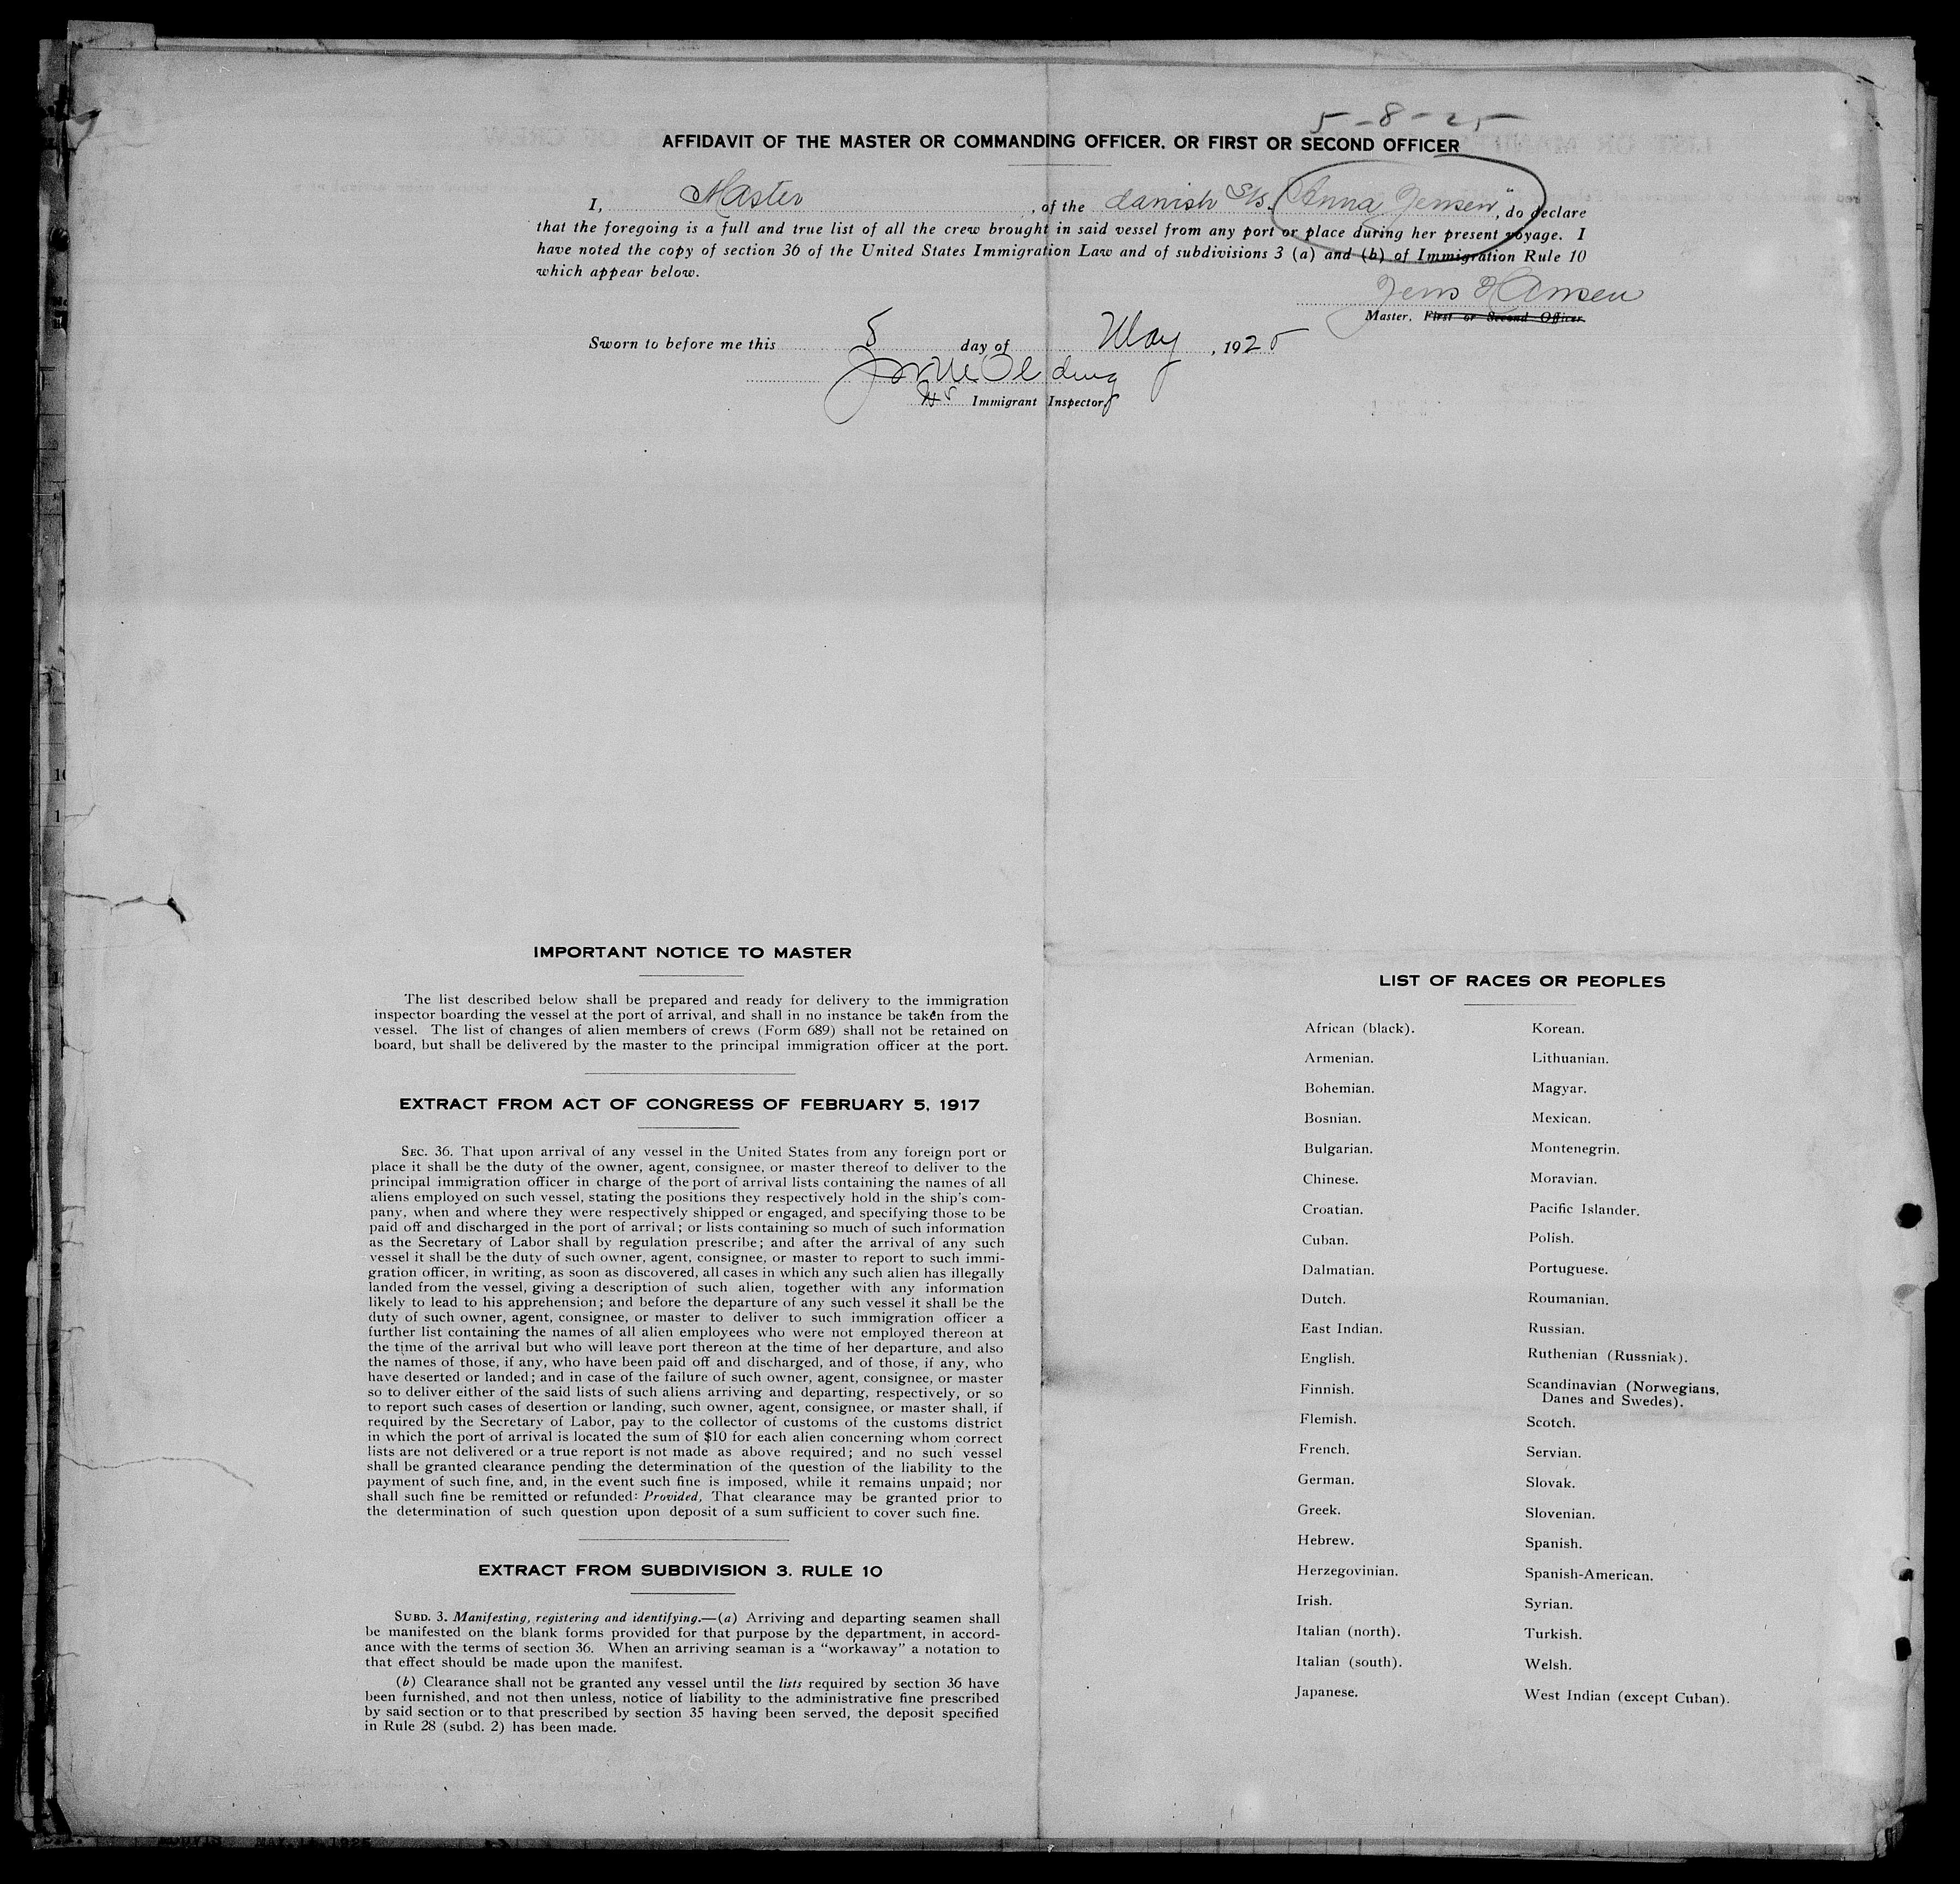 5-8-25
AFFIDAVIT OF THE MASTER OR COMMANDING OFFICER, OR FIRST OR SECOND OFFICER
I, Master, of the danish S/s. "Anna Jensen", do declare
that the foregoing is a full and true list of all the crew brought in said vessel from any port or place during her present voyage. I
have noted the copy of section 36 of the United States Immigration Law and of subdivisions 3 (a) and (b) of Immigration Rule 10
which appear below.
Jens Hansen
Master, First or Second Officer.
Sworn to before me this 5 day of May, 1925
Immigrant Inspector
IMPORTANT NOTICE TO MASTER
The list described below shall be prepared and ready for delivery to the immigration
inspector boarding the vessel at the port of arrival, and shall in no instance be taken from the
vessel. The list of changes of alien members of crews (Form 689) shall not be retained on
board, but shall be delivered by the master to the principal immigration officer at the port.
EXTRACT FROM ACT OF CONGRESS OF FEBRUARY 5, 1917
SEC. 36. That upon arrival of any vessel in the United States from any foreign port or
place it shall be the duty of the owner, agent, consignee, or master thereof to deliver to the
principal immigration officer in charge of the port of arrival lists containing the names of all
aliens employed on such vessel, stating the positions they respectively hold in the ship's com-
pany, when and where they were respectively shipped or engaged, and specifying those to be
paid off and discharged in the port of arrival; or lists containing so much of such information
as the Secretary of Labor shall by regulation prescribe; and after the arrival of any such
vessel it shall be the duty of such owner, agent, consignee, or master to report to such immi-
gration officer, in writing, as soon as discovered, all cases in which any such alien has illegally
landed from the vessel, giving a description of such alien, together with any information
likely to lead to his apprehension; and before the departure of any such vessel it shall be the
duty of such owner, agent, consignee, or master to deliver to such immigration officer a
further list containing the names of all alien employees who were not employed thereon at
the time of the arrival but who will leave port thereon at the time of her departure, and also
the names of those, if any, who have been paid off and discharged, and of those, if any, who
have deserted or landed; and in case of the failure of such owner, agent, consignee, or master
so to deliver either of the said lists of such aliens arriving and departing, respectively, or so
to report such cases of desertion or landing, such owner, agent, consignee, or master shall, if
required by the Secretary of Labor, pay to the collector of customs of the customs district
in which the port of arrival is located the sum of $10 for each alien concerning whom correct
lists are not delivered or a true report is not made as above required; and no such vessel
shall be granted clearance pending the determination of the question of the liability to the
payment of such fine, and, in the event such fine is imposed, while it remains unpaid; nor
shall such fine be remitted or refunded: Provided, That clearance may be granted prior to
the determination of such question upon deposit of a sum sufficient to cover such fine.
EXTRACT FROM SUBDIVISION 3. RULE 10
SUBD. 3. Manifesting, registering and identifying.—(a) Arriving and departing seamen shall
be manifested on the blank forms provided for that purpose by the department, in accord-
ance with the terms of section 36. When an arriving seaman is a "workaway" a notation to
that effect should be made upon the manifest.
(b) Clearance shall not be granted any vessel until the lists required by section 36 have
been furnished, and not then unless, notice of liability to the administrative fine prescribed
by said section or to that prescribed by section 35 having been served, the deposit specified
in Rule 28 (subd. 2) has been made.
LIST OF RACES OR PEOPLES
African (black).
Armenian.
Bohemian.
Bosnian.
Bulgarian.
Chinese.
Croatian.
Cuban.
Dalmatian.
Dutch.
East Indian.
English.
Finnish.
Flemish.
French.
German.
Greek.
Hebrew.
Herzegovinian.
Irish.
Italian (north).
Italian (south).
Japanese.
Korean.
Lithuanian.
Magyar.
Mexican.
Montenegrin.
Moravian.
Pacific Islander.
Polish.
Portuguese.
Roumanian.
Russian.
Ruthenian (Russniak).
Scandinavian (Norwegians,
Danes and Swedes).
Scotch.
Servian.
Slovak.
Slovenian.
Spanish.
Spanish-American.
Syrian.
Turkish.
Welsh.
West Indian (except Cuban).